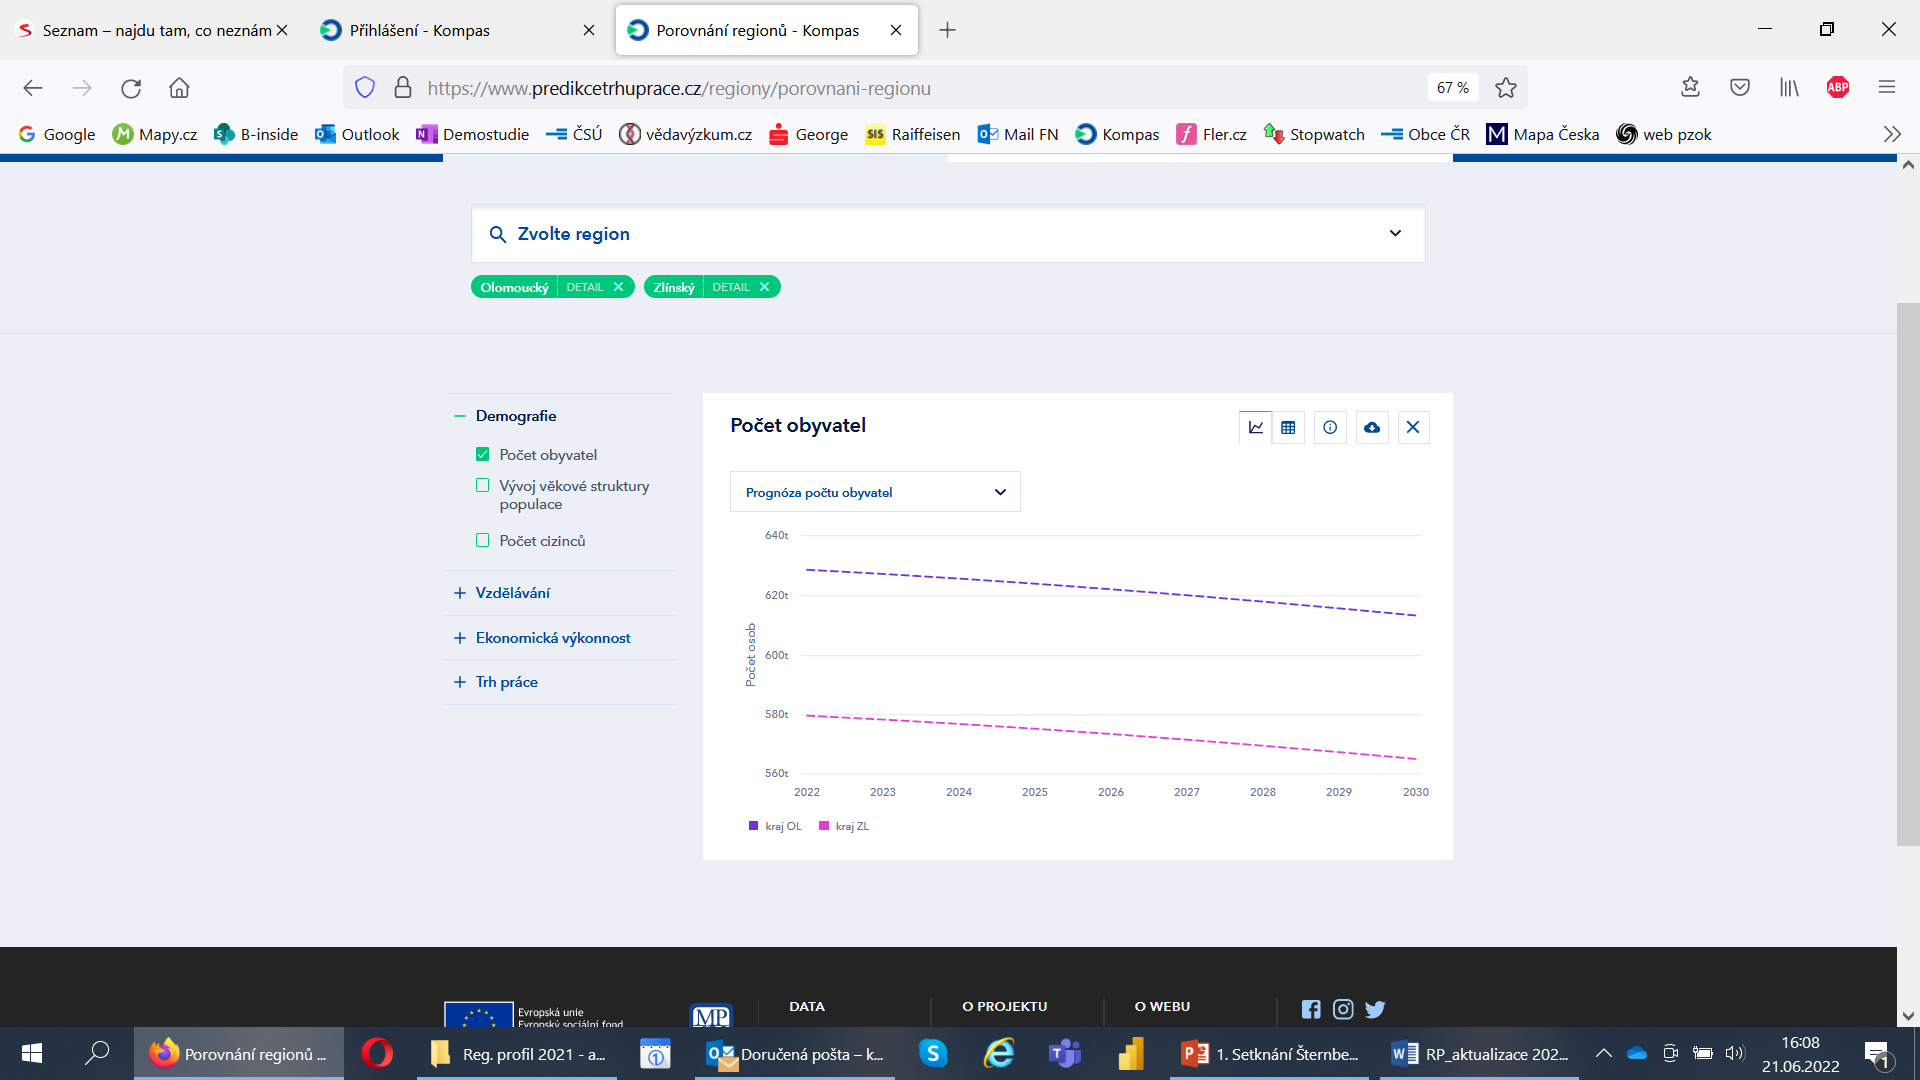 Seznam – najdu tam, co neznám
Přihlášení - Kompas
Porovnání regionů - Kompas
https://www.predikcetrhuprace.cz/regiony/porovnani-regionu
67 %
ABP
Google
Mapy.cz
B-inside
Outlook
Demostudie
ČSÚ
vědavýzkum.cz
George
SIS
Raiffeisen
Mail FN
Kompas
Fler.cz
Stopwatch
Obce ČR
Mapa Česka
web pzok
Zvolte region
Olomoucký DETAIL
Zlínský DETAIL
Demografie
Počet obyvatel
Vývoj věkové struktury
populace
Počet cizinců
Vzdělávání
Ekonomická výkonnost
Trh práce
Počet obyvatel
Prognóza počtu obyvatel
Počet osob
640t
620t
600t
580t
560t
2022 2023 2024 2025 2026 2027 2028 2029 2030
kraj OL kraj ZL
Evropská unie
Evropský sociální fond
MP
DATA
O PROJEKTU
O WEBU
Porovnání regionů ...
Reg. profil 2021 - a...
Doručená pošta – k...
1. Setknání Šternbe...
RP_aktualizace 202...
16:08
21.06.2022
1